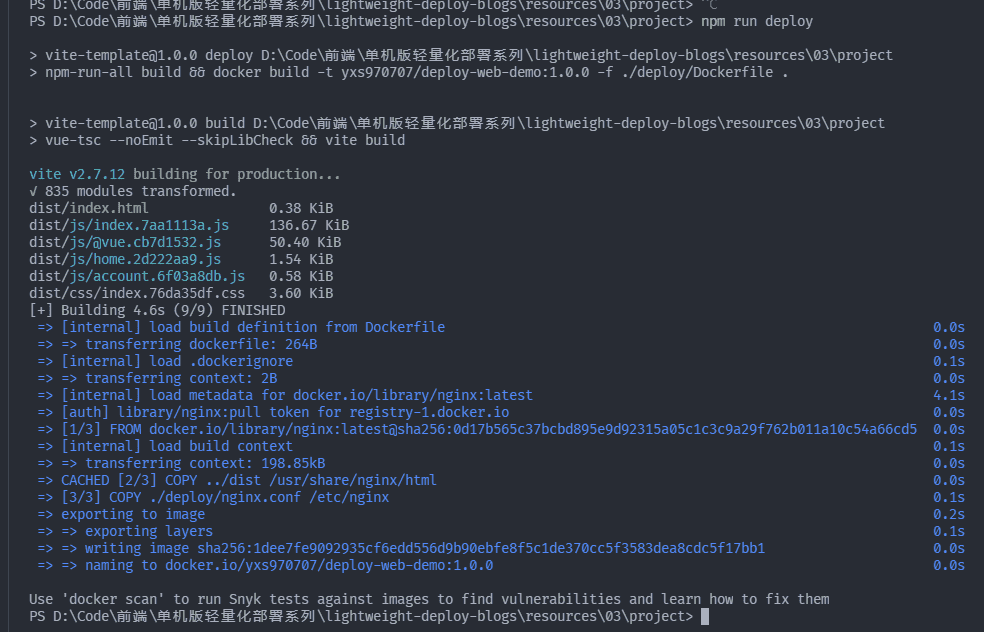 PS D:\Code\前端\单机版轻量化部署系列\lightweight-deploy-blogs\resources\03\project> ^C
PS D:\Code\前端\单机版轻量化部署系列\lightweight-deploy-blogs\resources\03\project> npm run deploy
> vite-template@1.0.0 deploy D:\Code\前端\单机版轻量化部署系列\lightweight-deploy-blogs\resources\03\project
> npm-run-all build && docker build -t yxs970707/deploy-web-demo:1.0.0 -f ./deploy/Dockerfile .
> vite-template@1.0.0 build D:\Code\前端\单机版轻量化部署系列\lightweight-deploy-blogs\resources\03\project
> vue-tsc --noEmit --skipLibCheck && vite build
vite v2.7.12 building for production...
√ 835 modules transformed.
dist/index.html 0.38 KiB
dist/js/index.7aa1113a.js 136.67 KiB
dist/js/@vue.cb7d1532.js 50.40 KiB
dist/js/home.2d222aa9.js 1.54 KiB
dist/js/account.6f03a8db.js 0.58 KiB
dist/css/index.76da35df.css 3.60 KiB
[+] Building 4.6s (9/9) FINISHED
=> [internal] load build definition from Dockerfile 0.0s
=> => transferring dockerfile: 264B 0.0s
=> [internal] load .dockerignore 0.1s
=> => transferring context: 2B 0.0s
=> [internal] load metadata for docker.io/library/nginx:latest 4.1s
=> [auth] library/nginx:pull token for registry-1.docker.io 0.0s
=> [1/3] FROM docker.io/library/nginx:latest@sha256:0d17b565c37bcbd895e9d92315a05c1c3c9a29f762b011a10c54a66cd5 0.0s
=> [internal] load build context 0.1s
=> => transferring context: 198.85kB 0.0s
=> CACHED [2/3] COPY ../dist /usr/share/nginx/html 0.0s
=> [3/3] COPY ./deploy/nginx.conf /etc/nginx 0.1s
=> exporting to image 0.2s
=> => exporting layers 0.1s
=> => writing image sha256:1dee7fe9092935cf6edd556d9b90ebfe8f5c1de370cc5f3583dea8cdc5f17bb1 0.0s
=> => naming to docker.io/yxs970707/deploy-web-demo:1.0.0 0.0s
Use 'docker scan' to run Snyk tests against images to find vulnerabilities and learn how to fix them
PS D:\Code\前端\单机版轻量化部署系列\lightweight-deploy-blogs\resources\03\project>